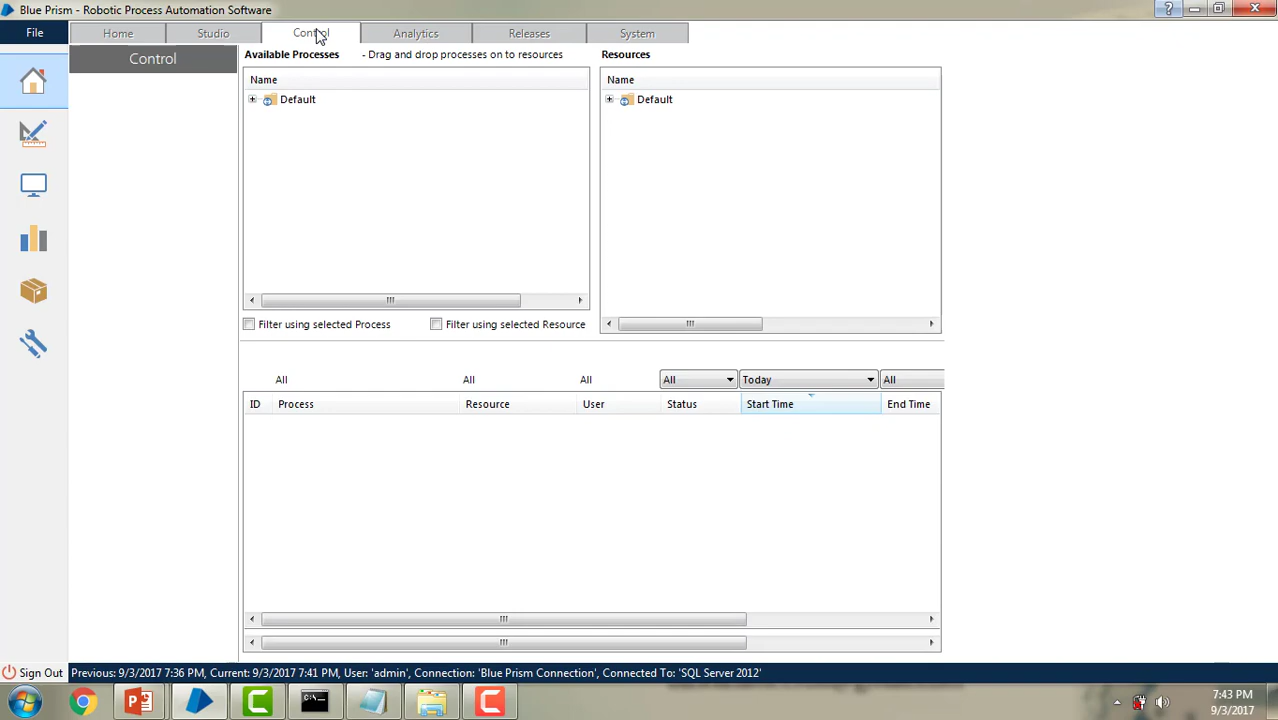 Blue Prism - Robotic Process Automation Software
File Home Studio Control Analytics Releases System
Control
Available Processes - Drag and drop processes on to resources Resources
Name Name
Default Default
Filter using selected Process Filter using selected Resource
All All All All Today All
ID Process Resource User Status Start Time End Time
Sign Out Previous: 9/3/2017 7:36 PM, Current: 9/3/2017 7:41 PM, User: 'admin', Connection: 'Blue Prism Connection', Connected To: 'SQL Server 2012'
7:43 PM
9/3/2017